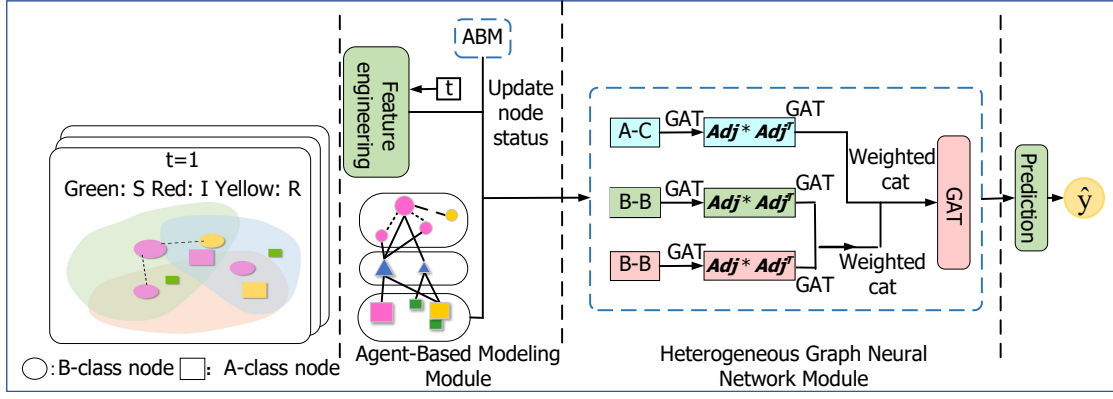 t=1
Green: S Red: I Yellow: R
○: B-class node □: A-class node
Feature
engineering
t
ABM
Update
node
status
Agent-Based Modeling
Module
A-C
GAT
Adj * Adj^T
GAT
B-B
GAT
Adj * Adj^T
GAT
B-B
GAT
Adj * Adj^T
GAT
Weighted
cat
Weighted
cat
GAT
Heterogeneous Graph Neural
Network Module
Prediction
ŷ